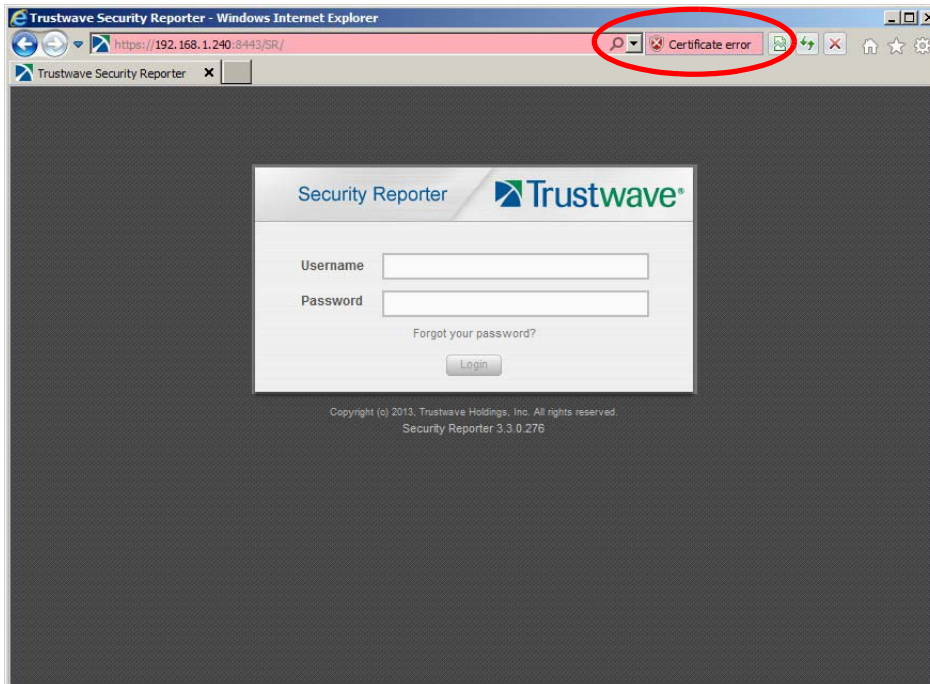 Trustwave Security Reporter - Windows Internet Explorer
https://192.168.1.240:8443/SR/
Certificate error
Trustwave Security Reporter
Security Reporter
Trustwave®
Username
Password
Forgot your password?
Login
Copyright (c) 2013, Trustwave Holdings, Inc. All rights reserved.
Security Reporter 3.3.0.276